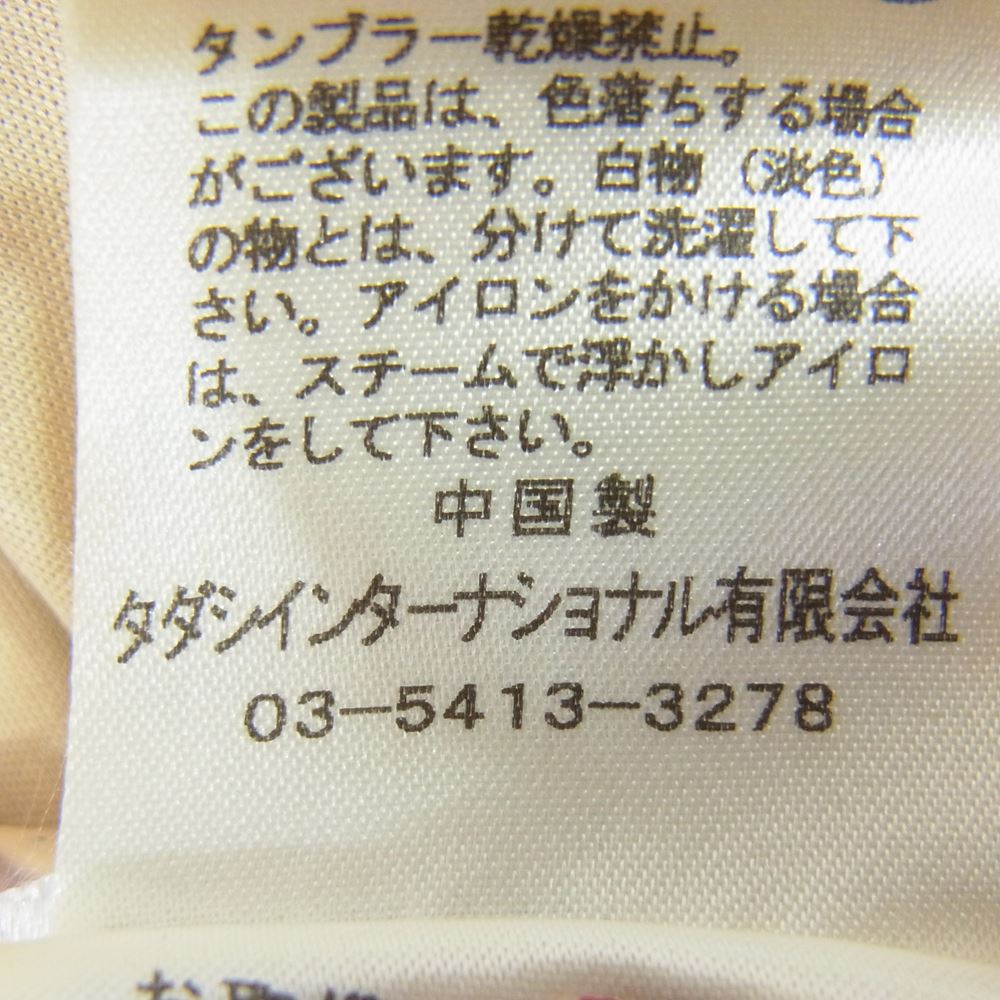 タンブラー乾燥禁止。
この製品は、色落ちする場合
がございます。白物（淡色）
の物とは、分けて洗濯して下
さい。アイロンをかける場合
は、スチームで浮かしアイロ
ンをして下さい。
中国製
タダシインターナショナル有限会社
03-5413-3278
お取扱